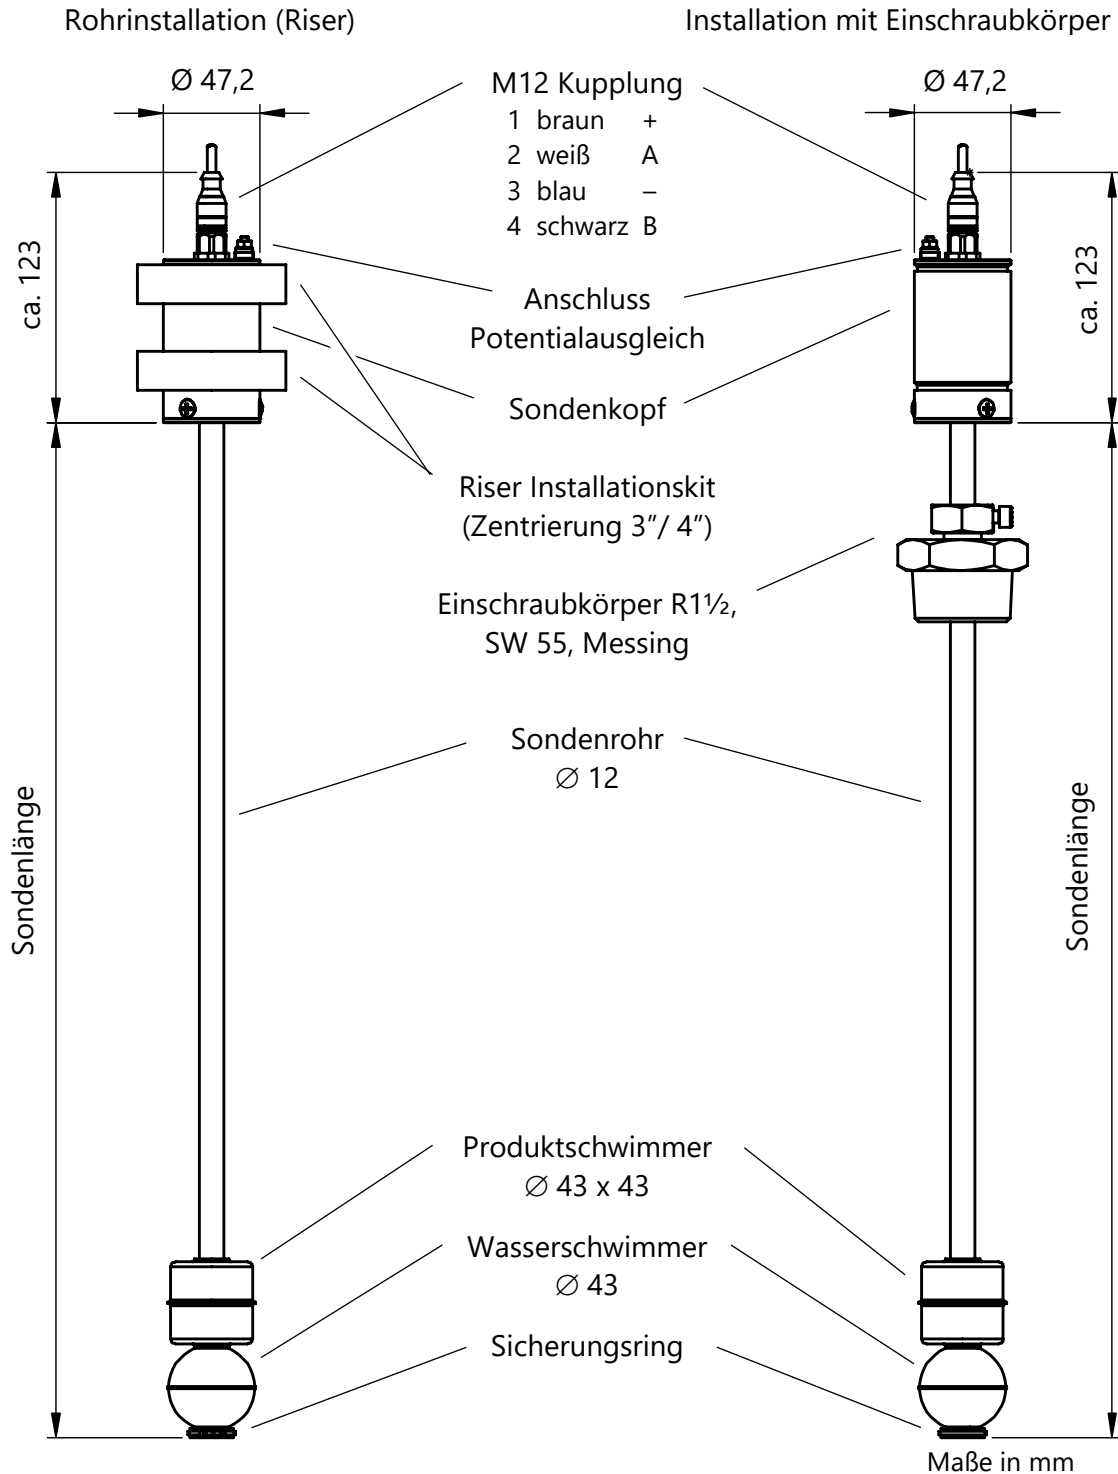 Rohrinstallation (Riser)
Installation mit Einschraubkörper
Ø 47,2
M12 Kupplung
Ø 47,2
1 braun +
2 weiß A
3 blau –
4 schwarz B
ca. 123
ca. 123
Anschluss
Potentialausgleich
Sondenkopf
Riser Installationskit
(Zentrierung 3”/ 4”)
Einschraubkörper R1½,
SW 55, Messing
Sondenrohr
∅ 12
Sondenlänge
Sondenlänge
Produktschwimmer
∅ 43 x 43
Wasserschwimmer
∅ 43
Sicherungsring
Maße in mm